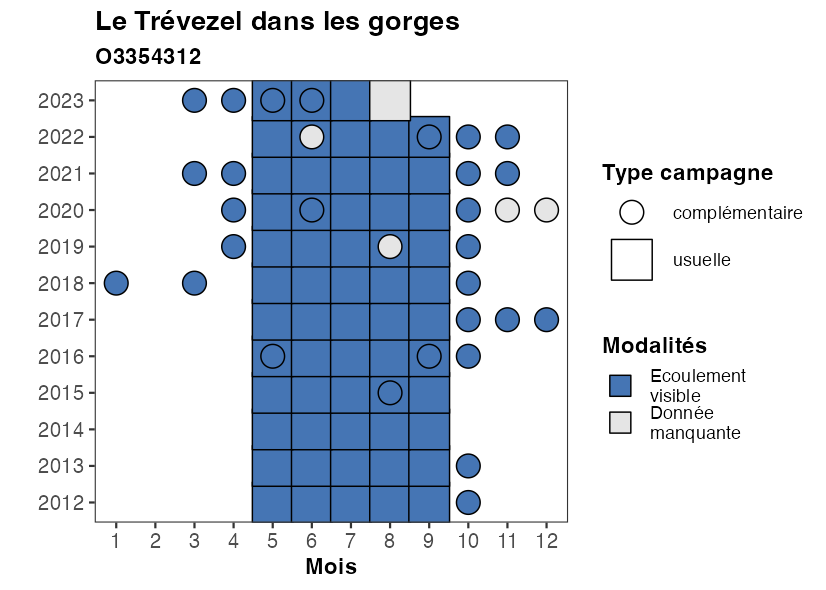 Le Trévezel dans les gorges
O3354312
2023
2022
2021
2020
2019
2018
2017
2016
2015
2014
2013
2012
1 2 3 4 5 6 7 8 9 10 11 12
Mois
Type campagne
complémentaire
usuelle
Modalités
Ecoulement
visible
Donnée
manquante